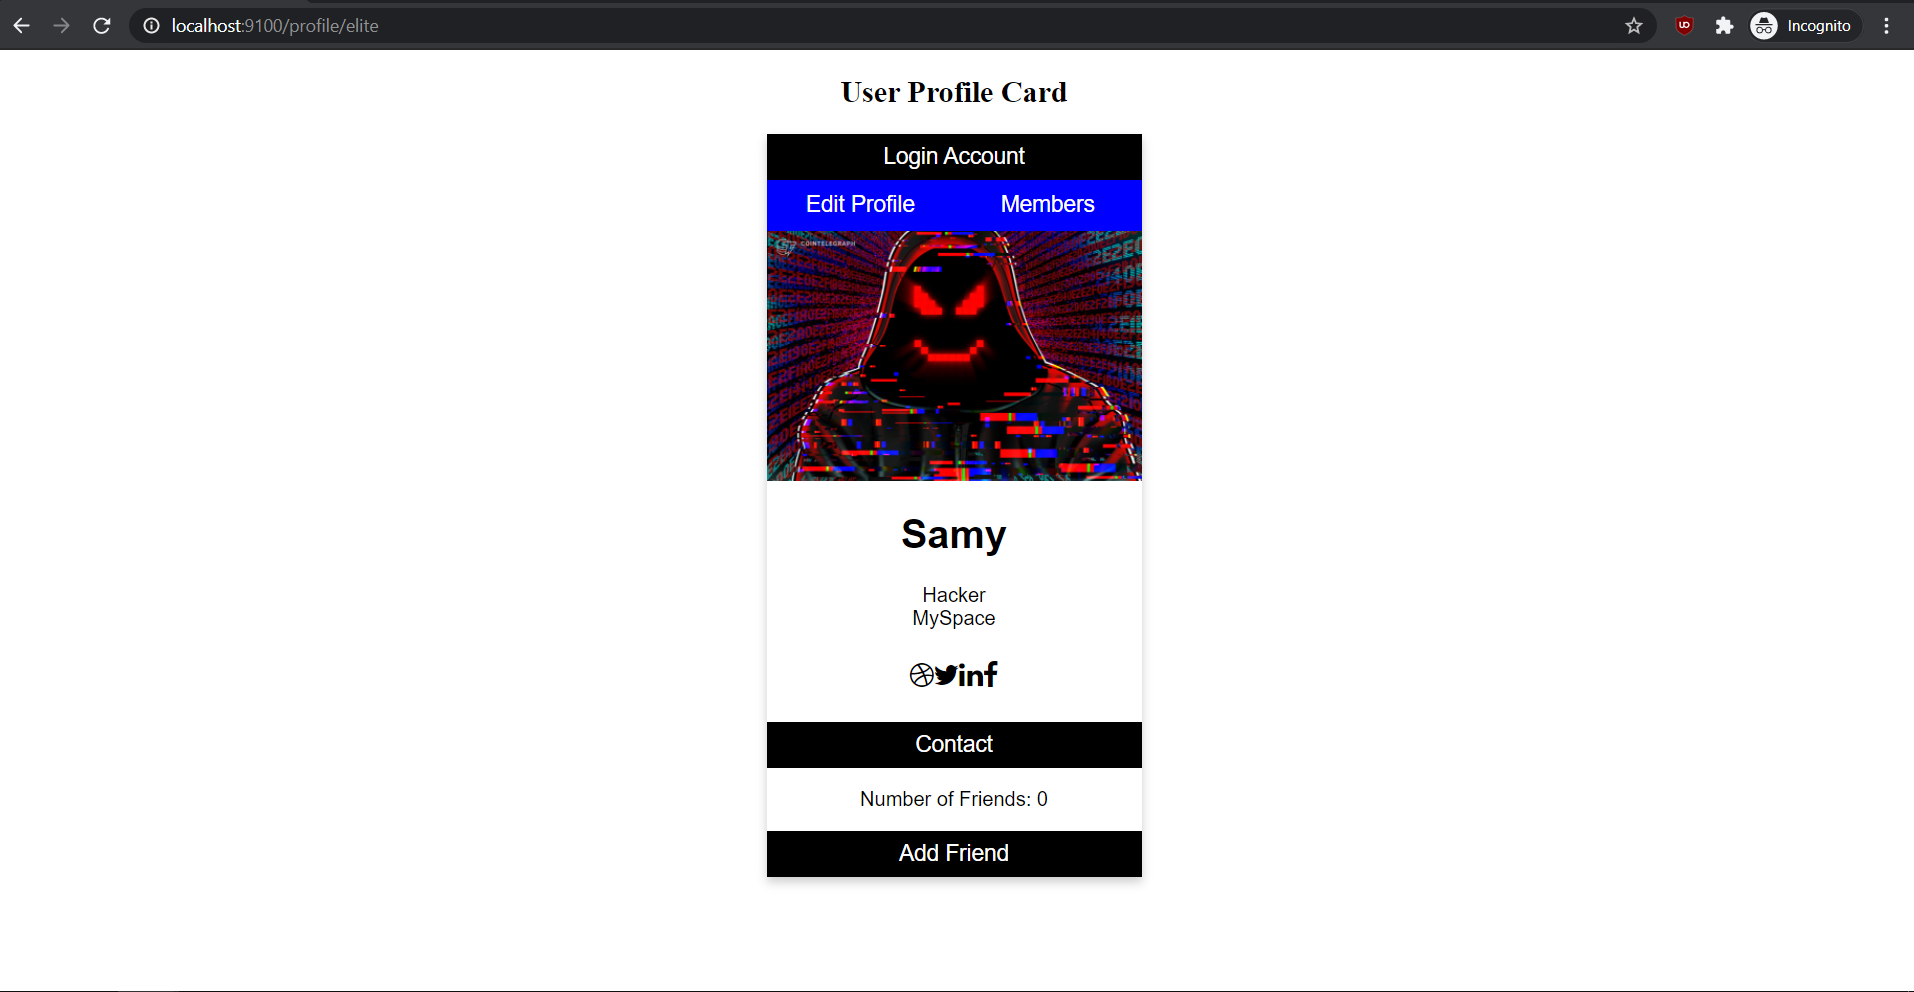 localhost:9100/profile/elite
Incognito
User Profile Card
Login Account
Edit Profile Members
COINTELEGRAPH
Samy
Hacker
MySpace
Contact
Number of Friends: 0
Add Friend